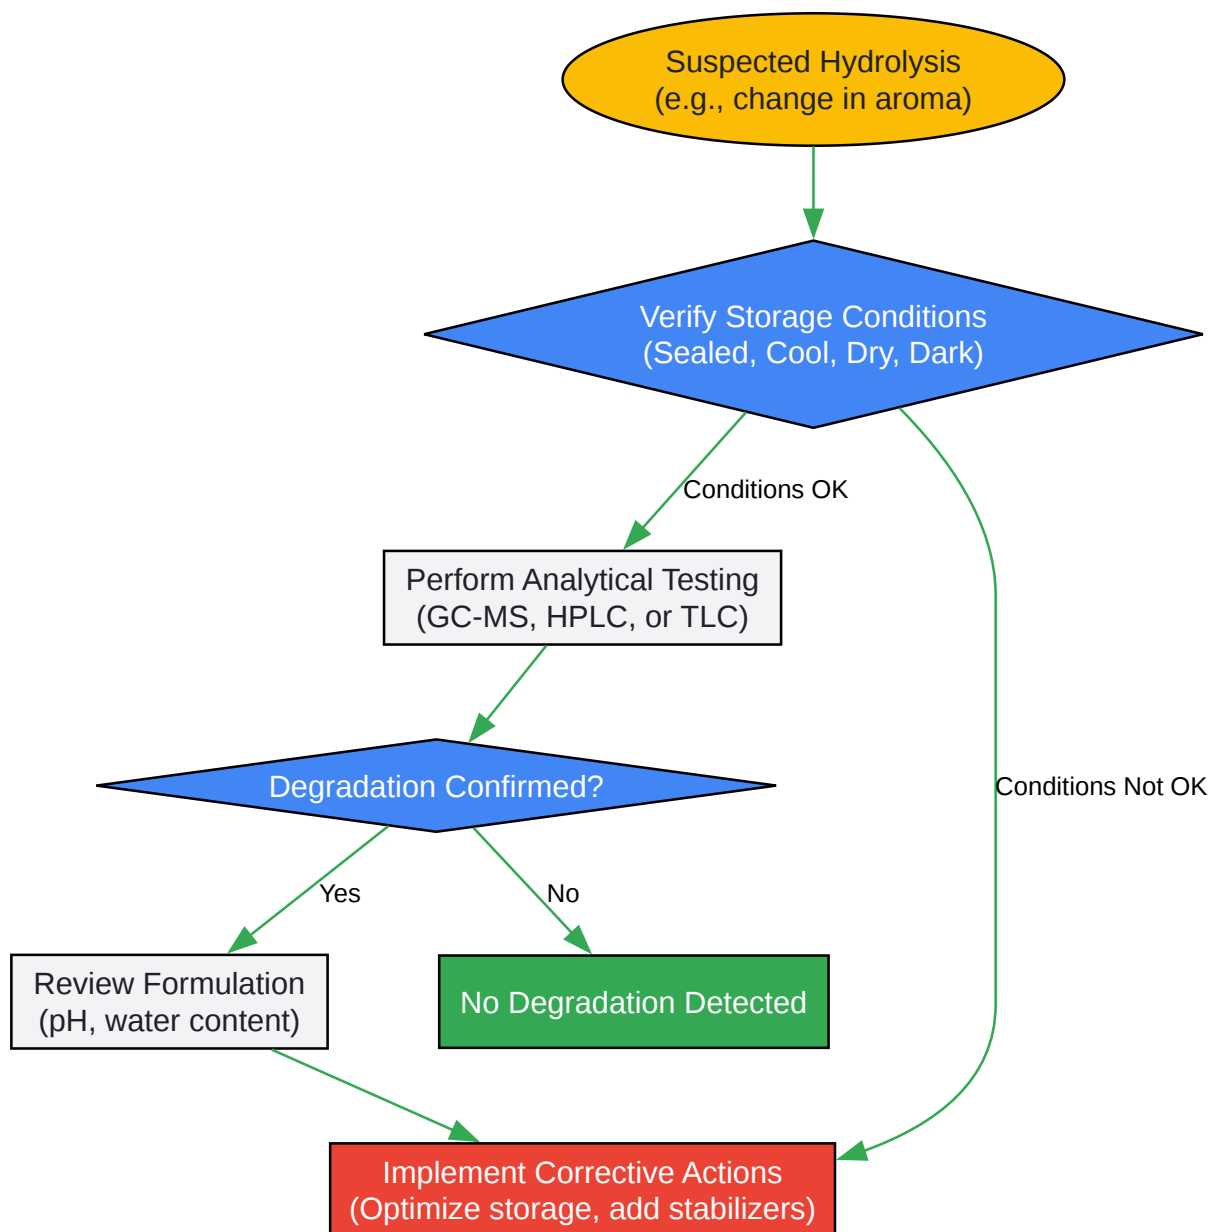 Suspected Hydrolysis
(e.g., change in aroma)
Verify Storage Conditions
(Sealed, Cool, Dry, Dark)
Conditions OK
Perform Analytical Testing
(GC-MS, HPLC, or TLC)
Degradation Confirmed?
Conditions Not OK
Yes
No
Review Formulation
(pH, water content)
No Degradation Detected
Implement Corrective Actions
(Optimize storage, add stabilizers)